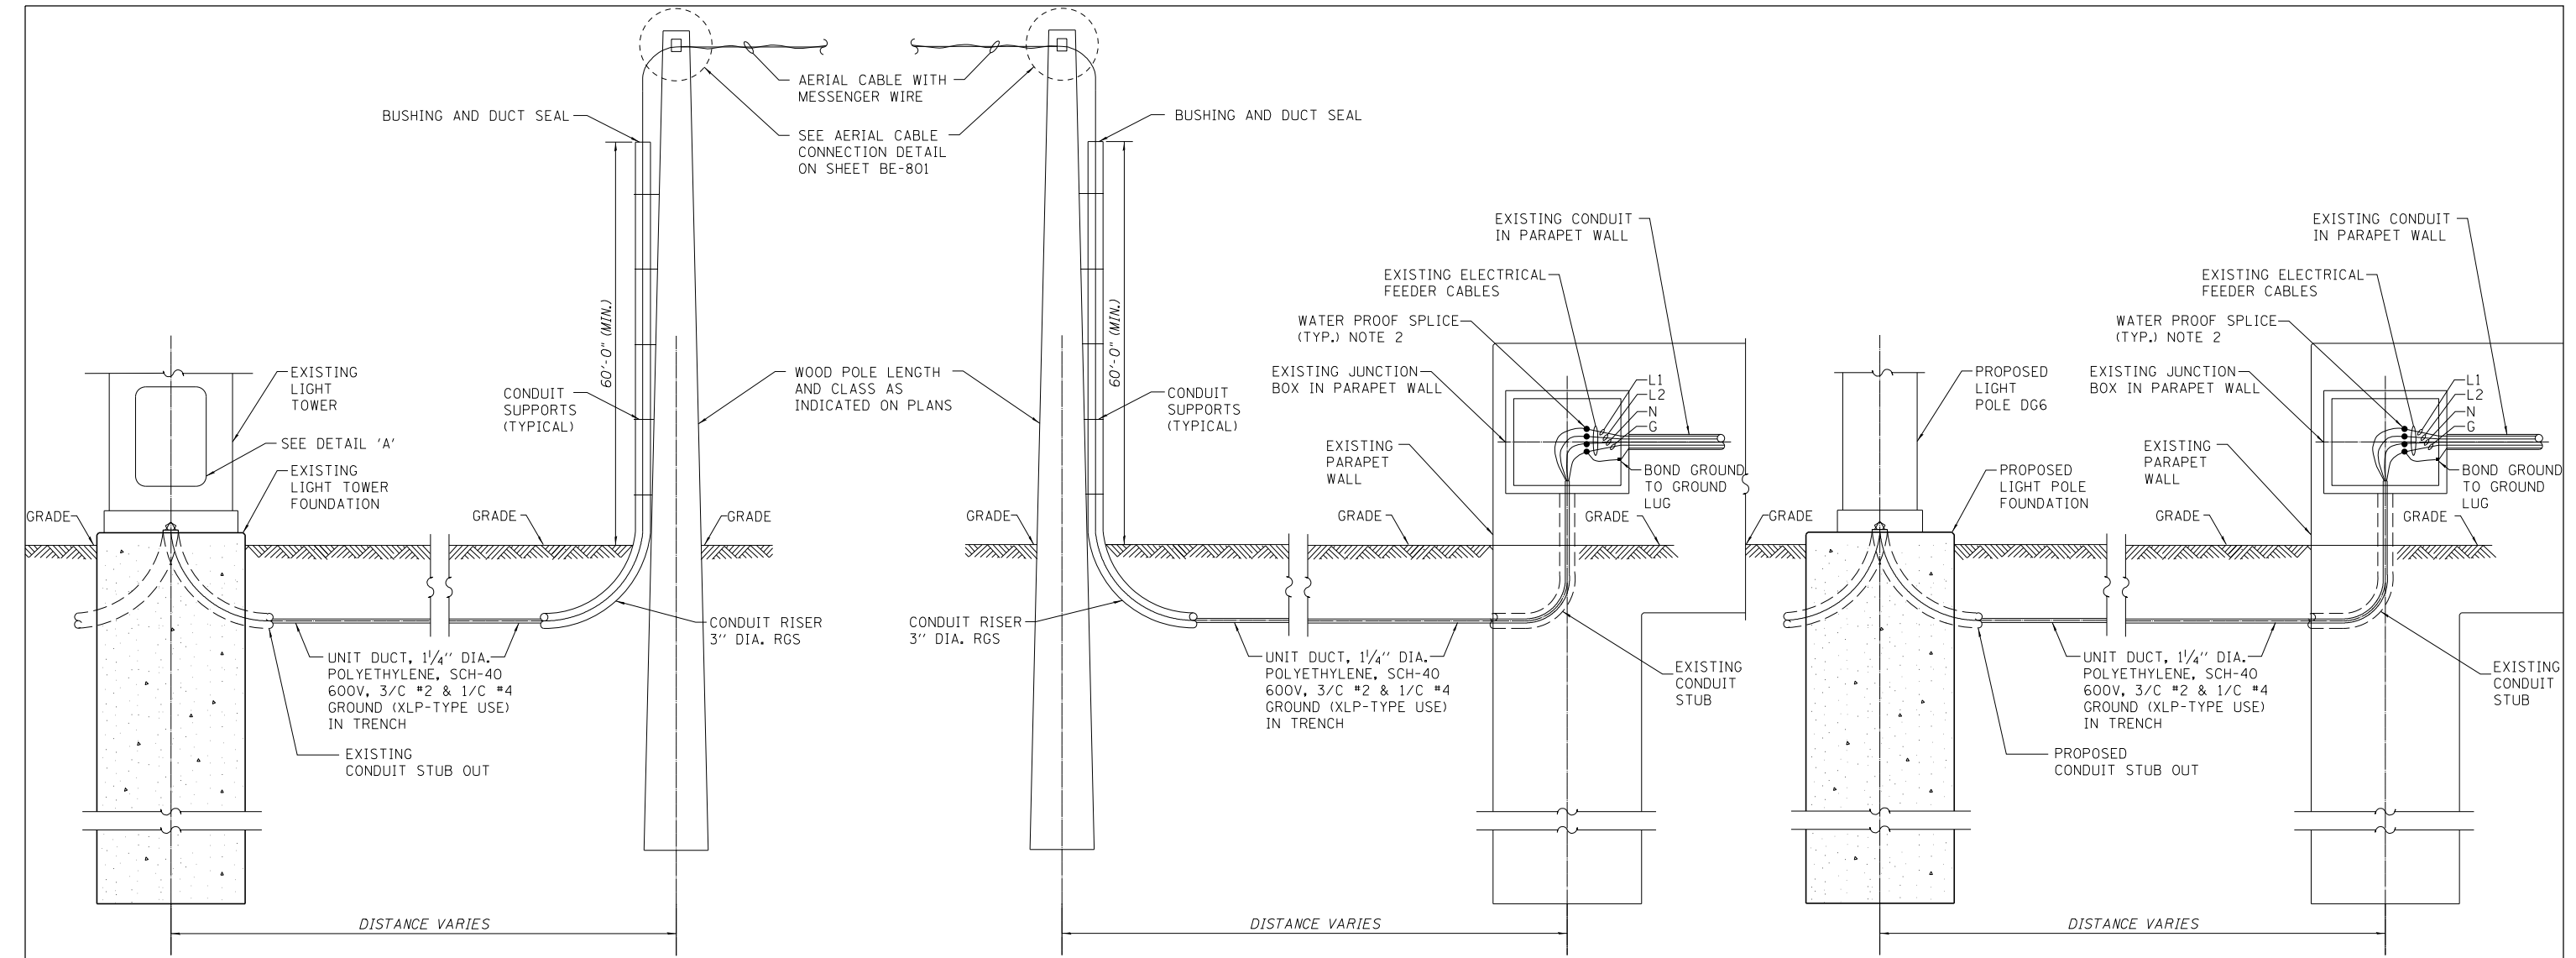 AERIAL CABLE WITH
MESSENGER WIRE
BUSHING AND DUCT SEAL
BUSHING AND DUCT SEAL
SEE AERIAL CABLE
CONNECTION DETAIL
ON SHEET BE-801
60'-0" (MIN.)
60'-0" (MIN.)
EXISTING
LIGHT
TOWER
SEE DETAIL 'A'
EXISTING
LIGHT TOWER
FOUNDATION
GRADE
CONDUIT
SUPPORTS
(TYPICAL)
GRADE
WOOD POLE LENGTH
AND CLASS AS
INDICATED ON PLANS
GRADE
CONDUIT
SUPPORTS
(TYPICAL)
GRADE
CONDUIT RISER
3" DIA. RGS
CONDUIT RISER
3" DIA. RGS
UNIT DUCT, 1 1/4" DIA.
POLYETHYLENE, SCH-40
600V, 3/C #2 & 1/C #4
GROUND (XLP-TYPE USE)
IN TRENCH
EXISTING
CONDUIT STUB OUT
DISTANCE VARIES
EXISTING CONDUIT
IN PARAPET WALL
EXISTING ELECTRICAL
FEEDER CABLES
WATER PROOF SPLICE
(TYP.) NOTE 2
EXISTING JUNCTION
BOX IN PARAPET WALL
L1
L2
N
G
EXISTING
PARAPET
WALL
BOND GROUND
TO GROUND
LUG
GRADE
GRADE
UNIT DUCT, 1 1/4" DIA.
POLYETHYLENE, SCH-40
600V, 3/C #2 & 1/C #4
GROUND (XLP-TYPE USE)
IN TRENCH
EXISTING
CONDUIT
STUB
DISTANCE VARIES
EXISTING CONDUIT
IN PARAPET WALL
EXISTING ELECTRICAL
FEEDER CABLES
WATER PROOF SPLICE
(TYP.) NOTE 2
EXISTING JUNCTION
BOX IN PARAPET WALL
L1
L2
N
G
PROPOSED
LIGHT
POLE DG6
PROPOSED
LIGHT POLE
FOUNDATION
EXISTING
PARAPET
WALL
BOND GROUND
TO GROUND
LUG
GRADE
GRADE
GRADE
UNIT DUCT, 1 1/4" DIA.
POLYETHYLENE, SCH-40
600V, 3/C #2 & 1/C #4
GROUND (XLP-TYPE USE)
IN TRENCH
PROPOSED
CONDUIT STUB OUT
EXISTING
CONDUIT
STUB
DISTANCE VARIES